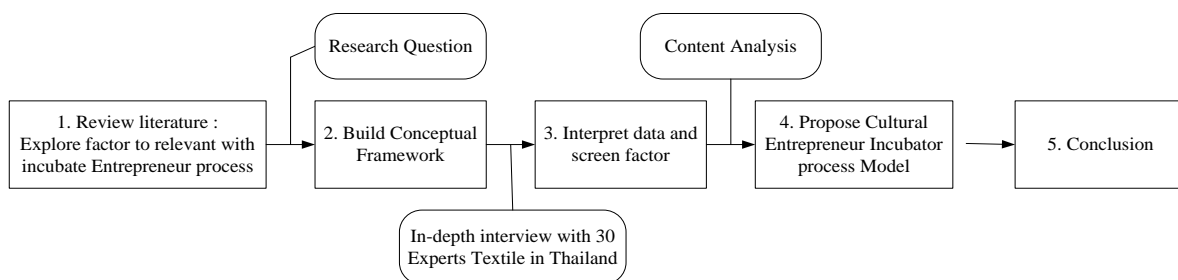 Research Question
Content Analysis
1. Review literature :
Explore factor to relevant with
incubate Entrepreneur process
2. Build Conceptual
Framework
3. Interpret data and
screen factor
4. Propose Cultural
Entrepreneur Incubator
process Model
5. Conclusion
In-depth interview with 30
Experts Textile in Thailand